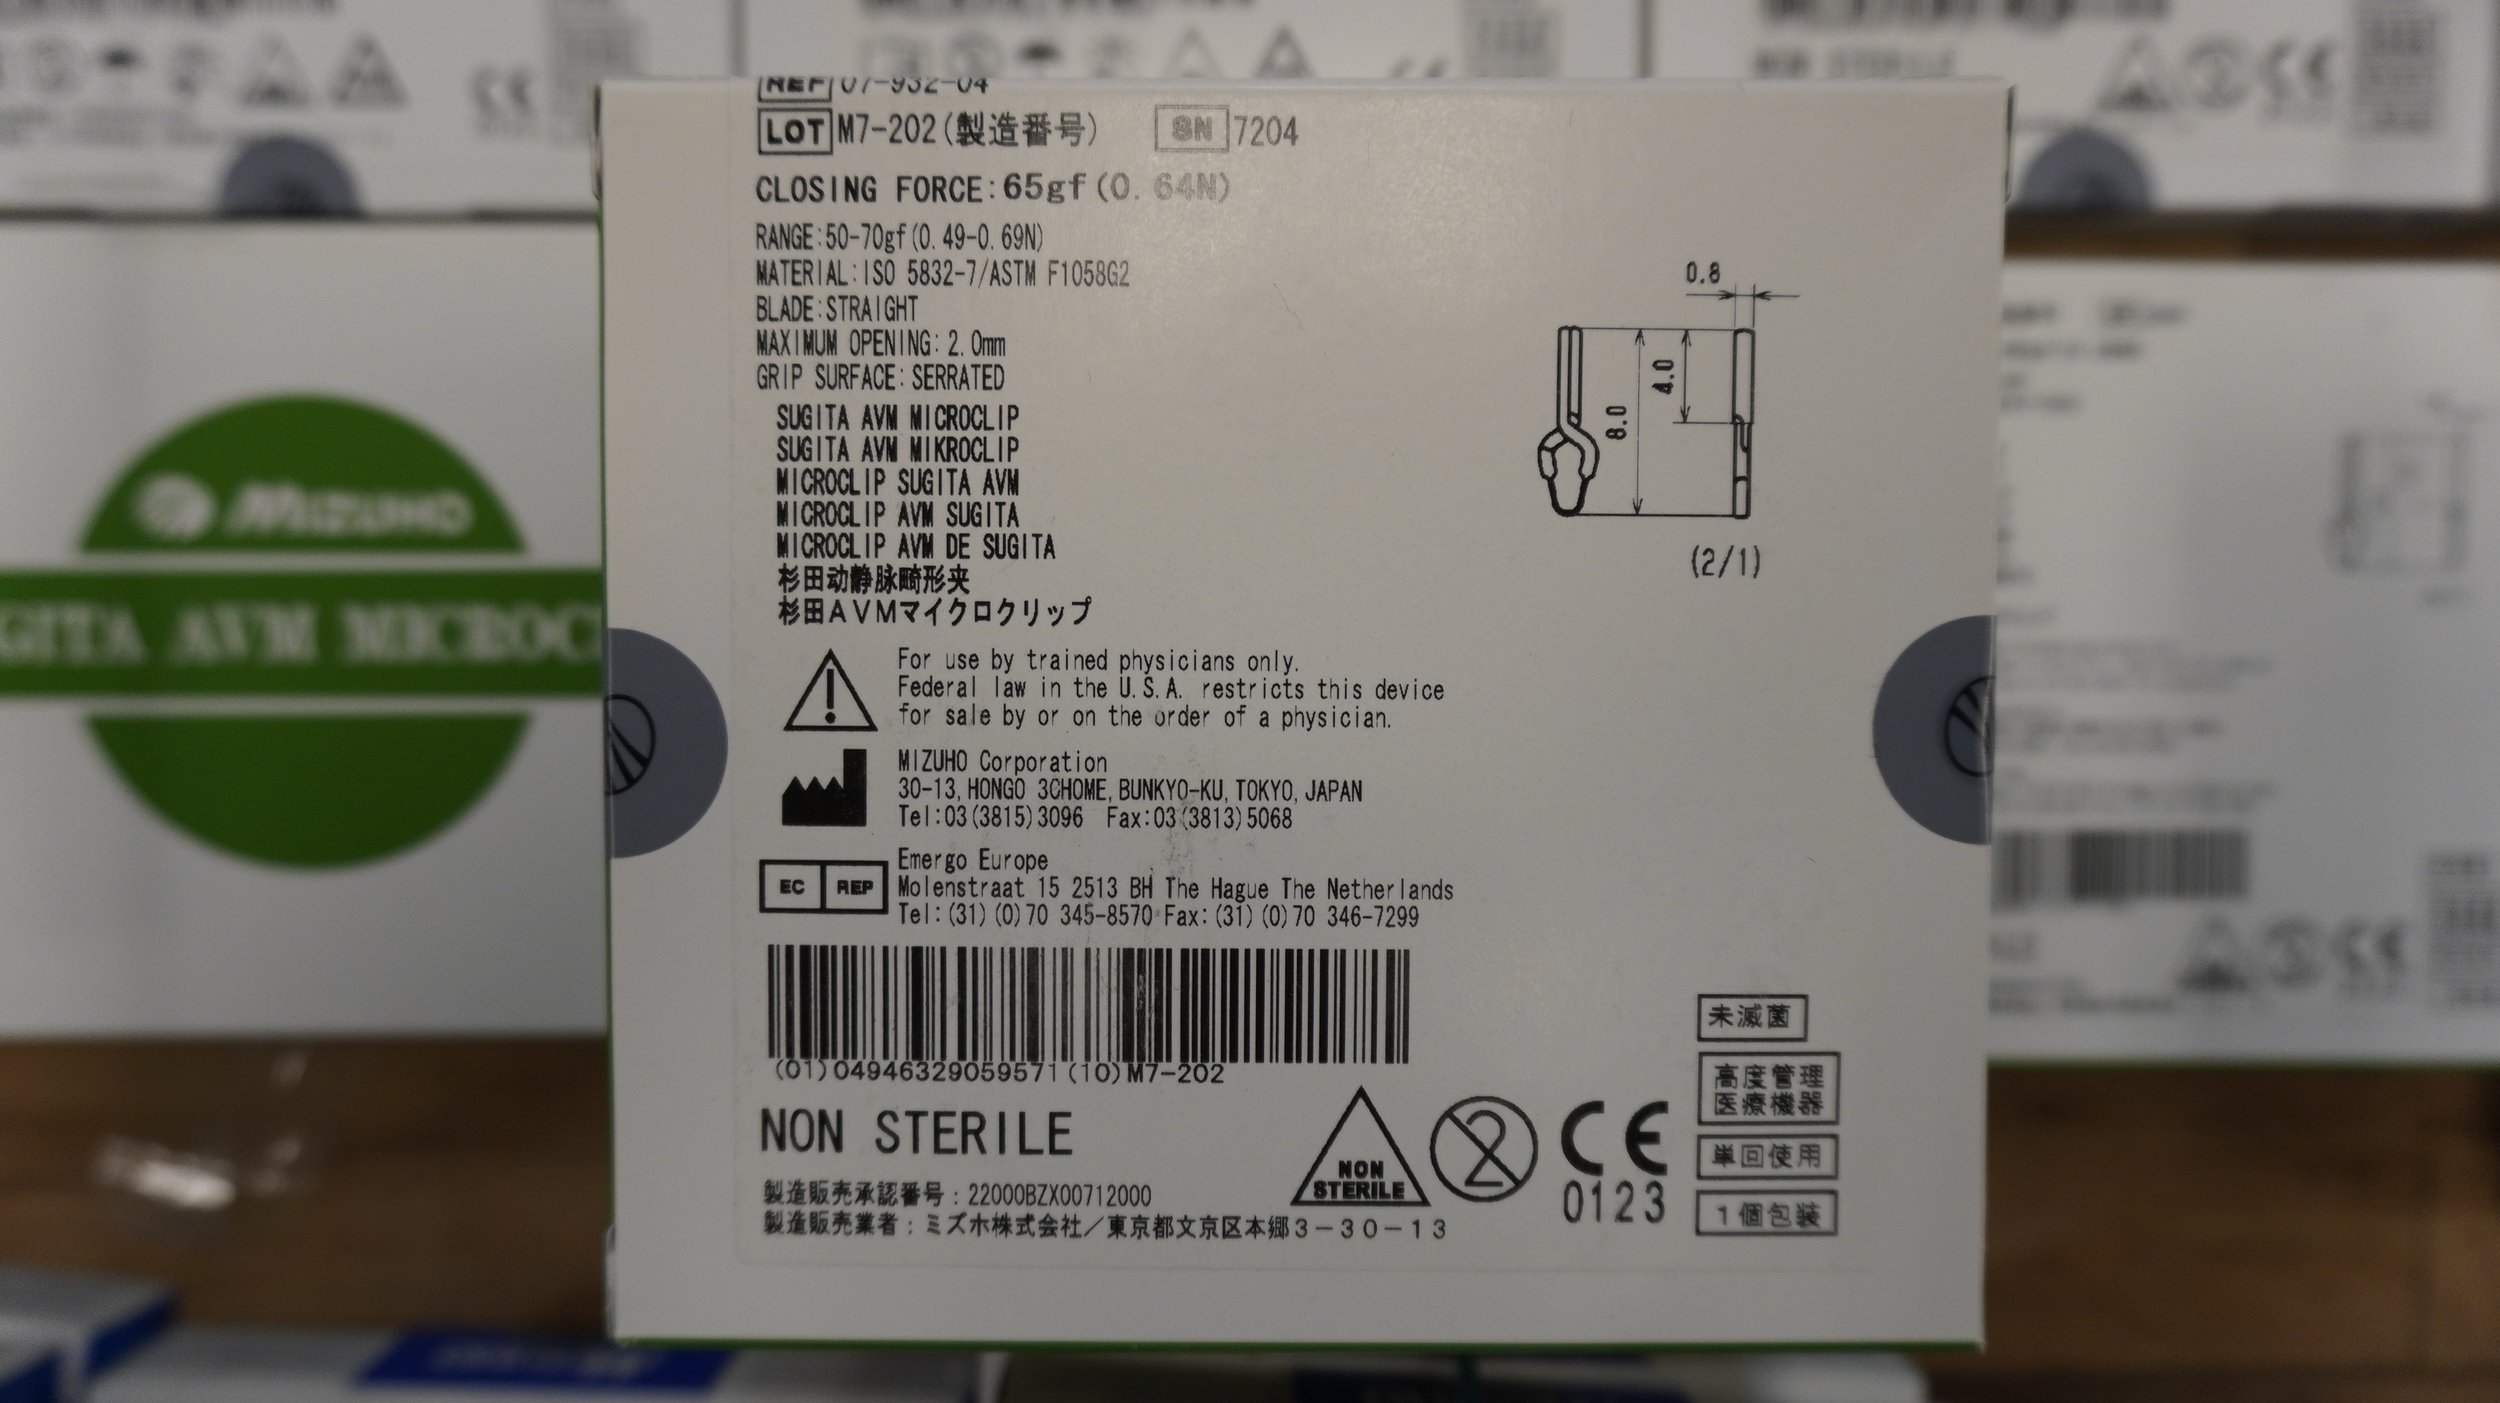 REF 07-932-04
LOT M7-202(製造番号) SN 7204
CLOSING FORCE:65gf(0.64N)
RANGE:50-70gf(0.49-0.69N)
MATERIAL:ISO 5832-7/ASTM F1058G2
BLADE:STRAIGHT
MAXIMUM OPENING:2.0mm
GRIP SURFACE:SERRATED
SUGITA AVM MICROCLIP
SUGITA AVM MIKROCLIP
MICROCLIP SUGITA AVM
MICROCLIP AVM SUGITA
MICROCLIP AVM DE SUGITA
杉田动静脉畸形夹
杉田AVMマイクロクリップ
0.8
4.0
8.0
(2/1)
For use by trained physicians only.
Federal law in the U.S.A. restricts this device
for sale by or on the order of a physician.
MIZUHO Corporation
30-13,HONGO 3CHOME,BUNKYO-KU,TOKYO,JAPAN
Tel:03(3815)3096 Fax:03(3813)5068
EC REP
Emergo Europe
Molenstraat 15 2513 BH The Hague The Netherlands
Tel:(31)(0)70 345-8570 Fax:(31)(0)70 346-7299
(01)04946329059571(10)M7-202
NON STERILE
NON
STERILE
2
CE
0123
未滅菌
高度管理
医療機器
単回使用
1個包装
製造販売承認番号:22000BZX00712000
製造販売業者:ミズホ株式会社/東京都文京区本郷3-30-13
MIZUHO
GITA AVM MICROC